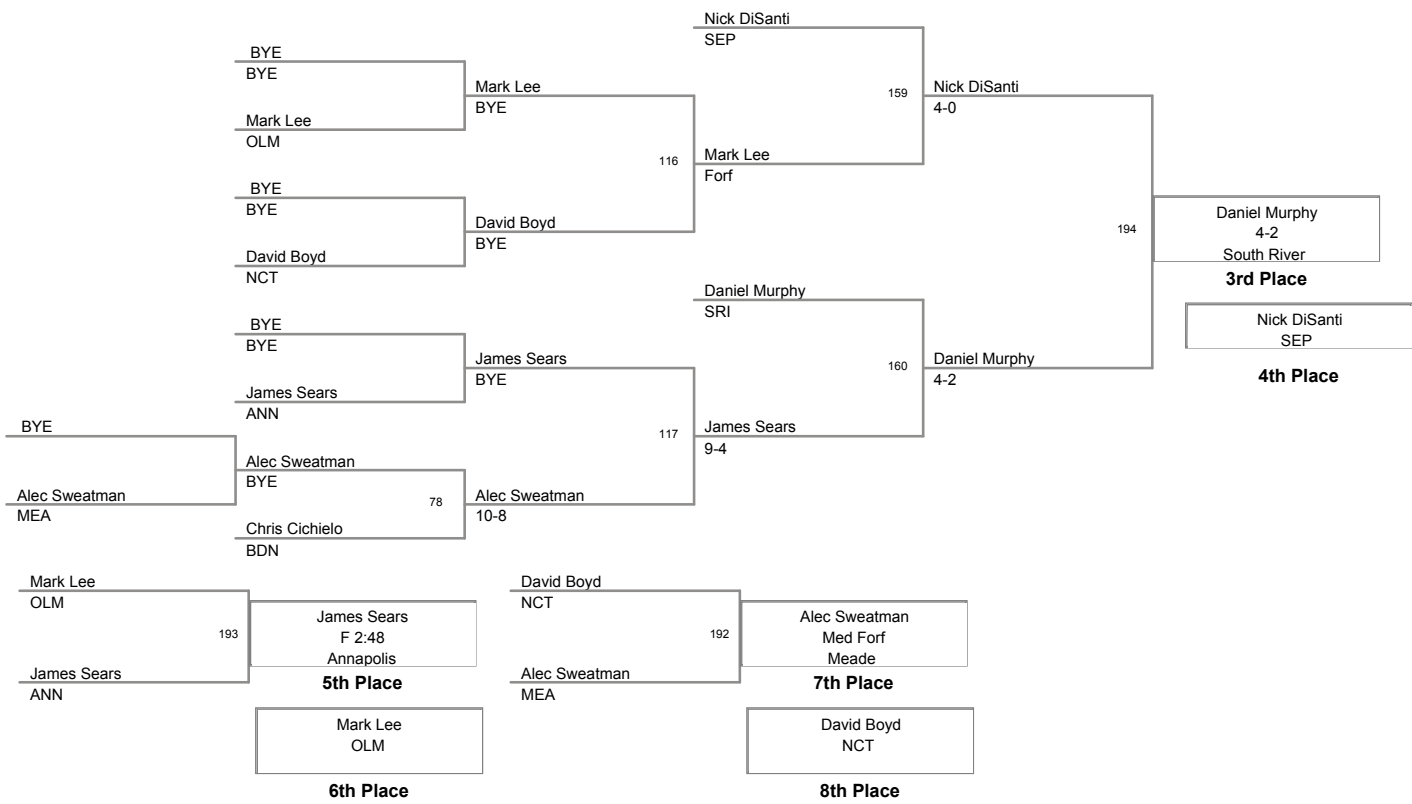 Nick DiSanti
SEP
BYE
BYE
Mark Lee
BYE
159
Nick DiSanti
4-0
Mark Lee
OLM
116
Mark Lee
Forf
BYE
BYE
David Boyd
BYE
194
Daniel Murphy
4-2
South River
3rd Place
David Boyd
NCT
Daniel Murphy
SRI
Nick DiSanti
SEP
4th Place
BYE
BYE
James Sears
BYE
160
Daniel Murphy
4-2
James Sears
ANN
117
James Sears
9-4
BYE
Alec Sweatman
BYE
Alec Sweatman
MEA
78
Alec Sweatman
10-8
Chris Cichielo
BDN
Mark Lee
OLM
193
James Sears
F 2:48
Annapolis
5th Place
James Sears
ANN
Mark Lee
OLM
6th Place
David Boyd
NCT
192
Alec Sweatman
Med Forf
Meade
7th Place
Alec Sweatman
MEA
David Boyd
NCT
8th Place